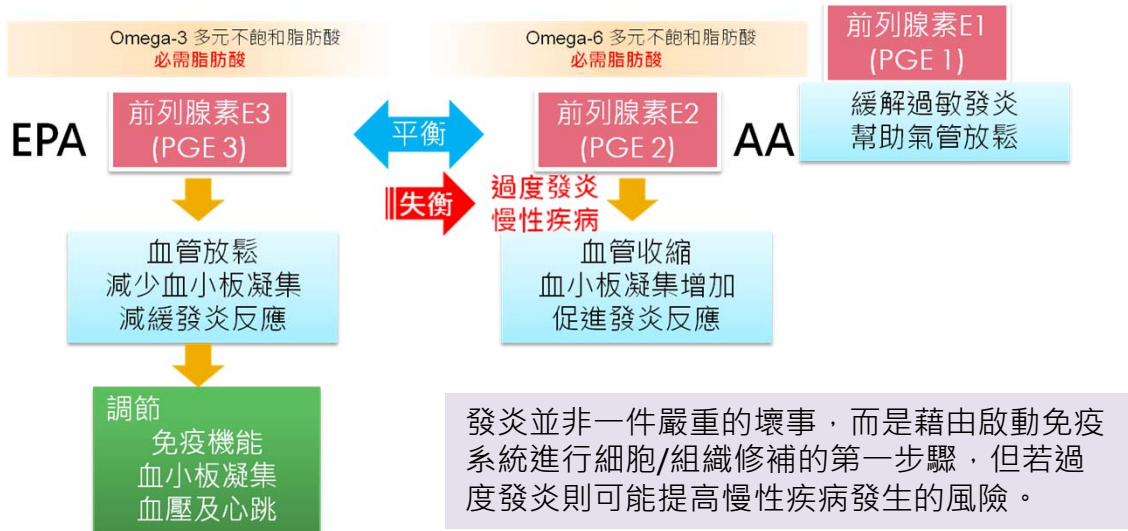 Omega-3 多元不飽和脂肪酸
必需脂肪酸
EPA
前列腺素E3
(PGE 3)
血管放鬆
減少血小板凝集
減緩發炎反應
調節
免疫機能
血小板凝集
血壓及心跳
平衡
失衡
過度發炎
慢性疾病
Omega-6 多元不飽和脂肪酸
必需脂肪酸
前列腺素E2
(PGE 2)
AA
血管收縮
血小板凝集增加
促進發炎反應
前列腺素E1
(PGE 1)
緩解過敏發炎
幫助氣管放鬆
發炎並非一件嚴重的壞事，而是藉由啟動免疫
系統進行細胞/組織修補的第一步驟，但若過
度發炎則可能提高慢性疾病發生的風險。